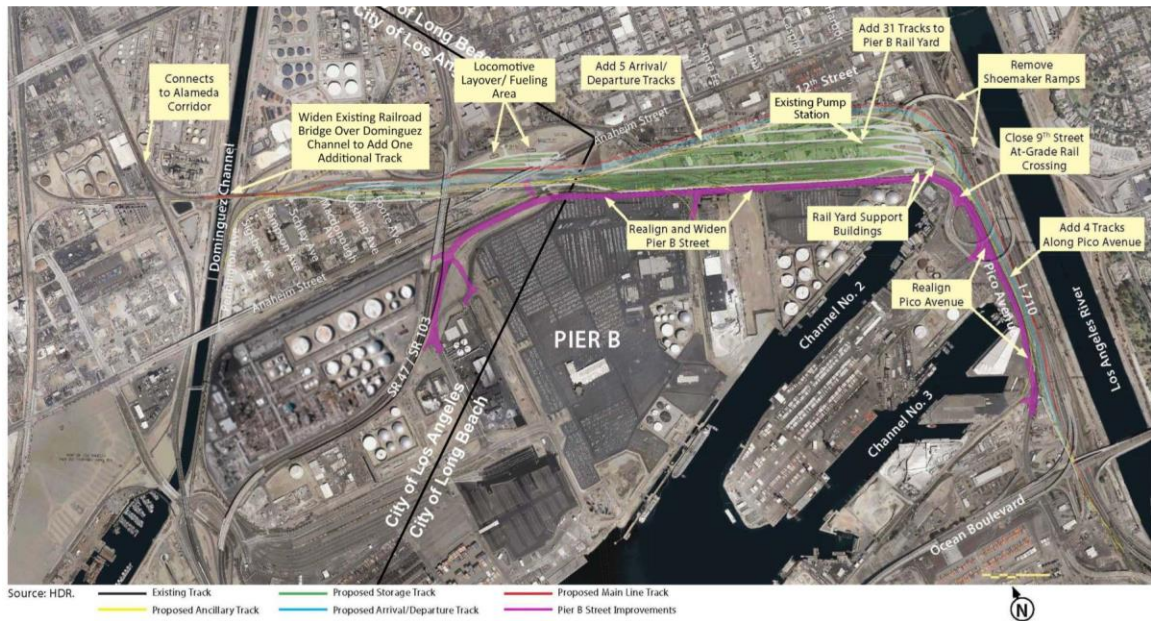 City of Long Beach
City of Los Angeles
Connects
to Alameda
Corridor
Widen Existing Railroad
Bridge Over Dominguez
Channel to Add One
Additional Track
Locomotive
Layover/ Fueling
Area
Add 5 Arrival/
Departure Tracks
Add 31 Tracks to
Pier B Rail Yard
Remove
Shoemaker Ramps
Existing Pump
Station
Close 9th Street
At-Grade Rail
Crossing
12th Street
Anaheim Street
Dominguez Channel
Anaheim Street
Realign and Widen
Pier B Street
Rail Yard Support
Buildings
Add 4 Tracks
Along Pico Avenue
Realign
Pico Avenue
Pico Avenue
I-710
Los Angeles River
PIER B
Channel No. 2
Channel No. 3
SR 47 / SR 103
City of Los Angeles
City of Long Beach
Ocean Boulevard
Source: HDR.
Existing Track
Proposed Storage Track
Proposed Main Line Track
Proposed Ancillary Track
Proposed Arrival/Departure Track
Pier B Street Improvements
N